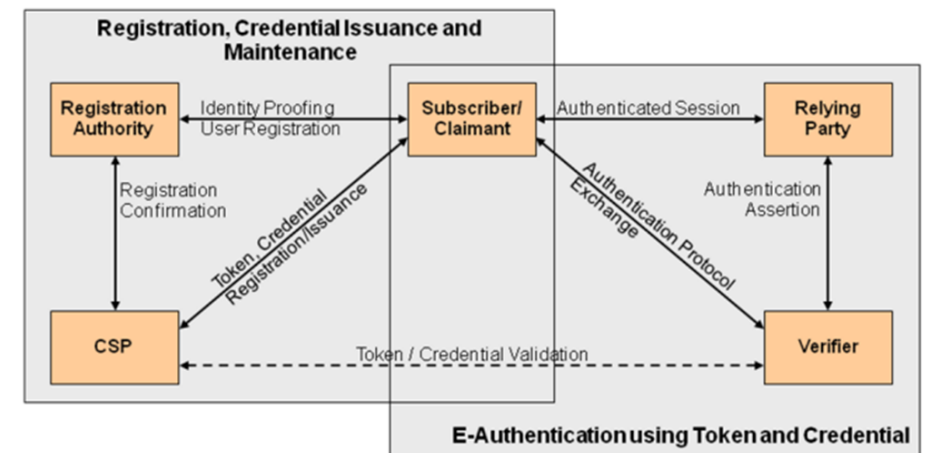 Registration, Credential Issuance and
Maintenance
Registration
Authority
Identity Proofing
User Registration
Subscriber/
Claimant
Authenticated Session
Relying
Party
Registration
Confirmation
Token, Credential
Registration/Issuance
Authentication Protocol
Exchange
Authentication
Assertion
CSP
Token / Credential Validation
Verifier
E-Authentication using Token and Credential